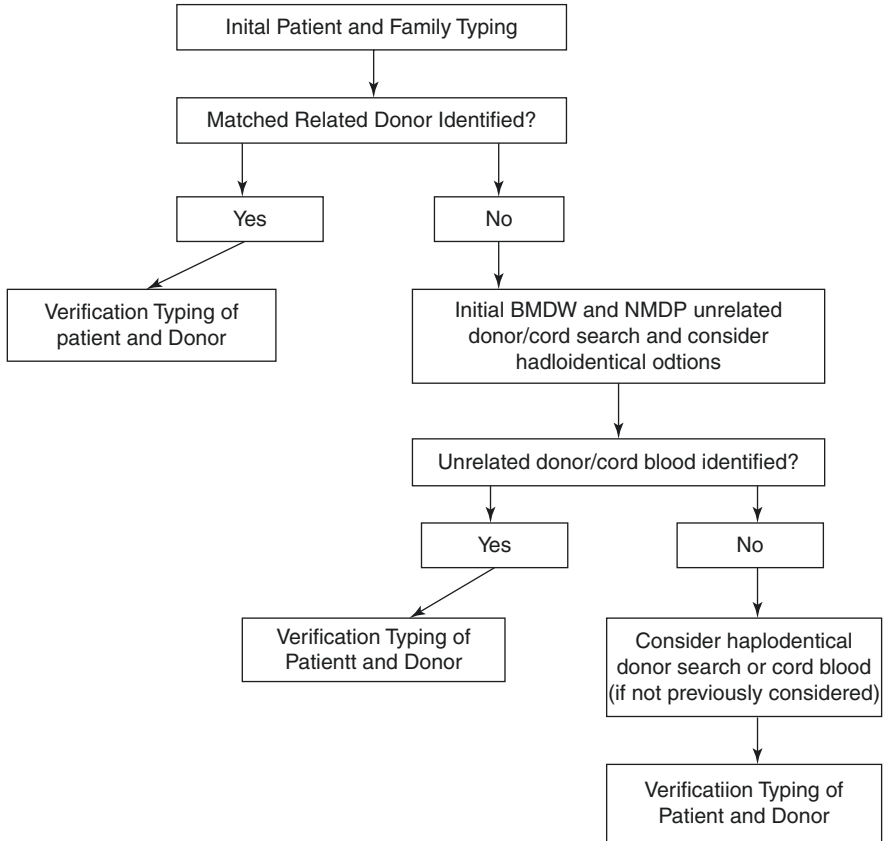 Inital Patient and Family Typing
Matched Related Donor Identified?
Yes
No
Verification Typing of
patient and Donor
Initial BMDW and NMDP unrelated
donor/cord search and consider
hadloidentical odtions
Unrelated donor/cord blood identified?
Yes
No
Verification Typing of
Patientt and Donor
Consider haplodentical
donor search or cord blood
(if not previously considered)
Verificatiion Typing of
Patient and Donor